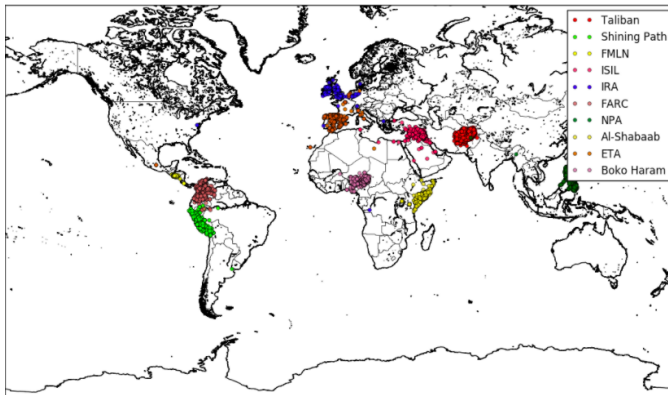 Taliban
Shining Path
FMLN
ISIL
IRA
FARC
NPA
Al-Shabaab
ETA
Boko Haram